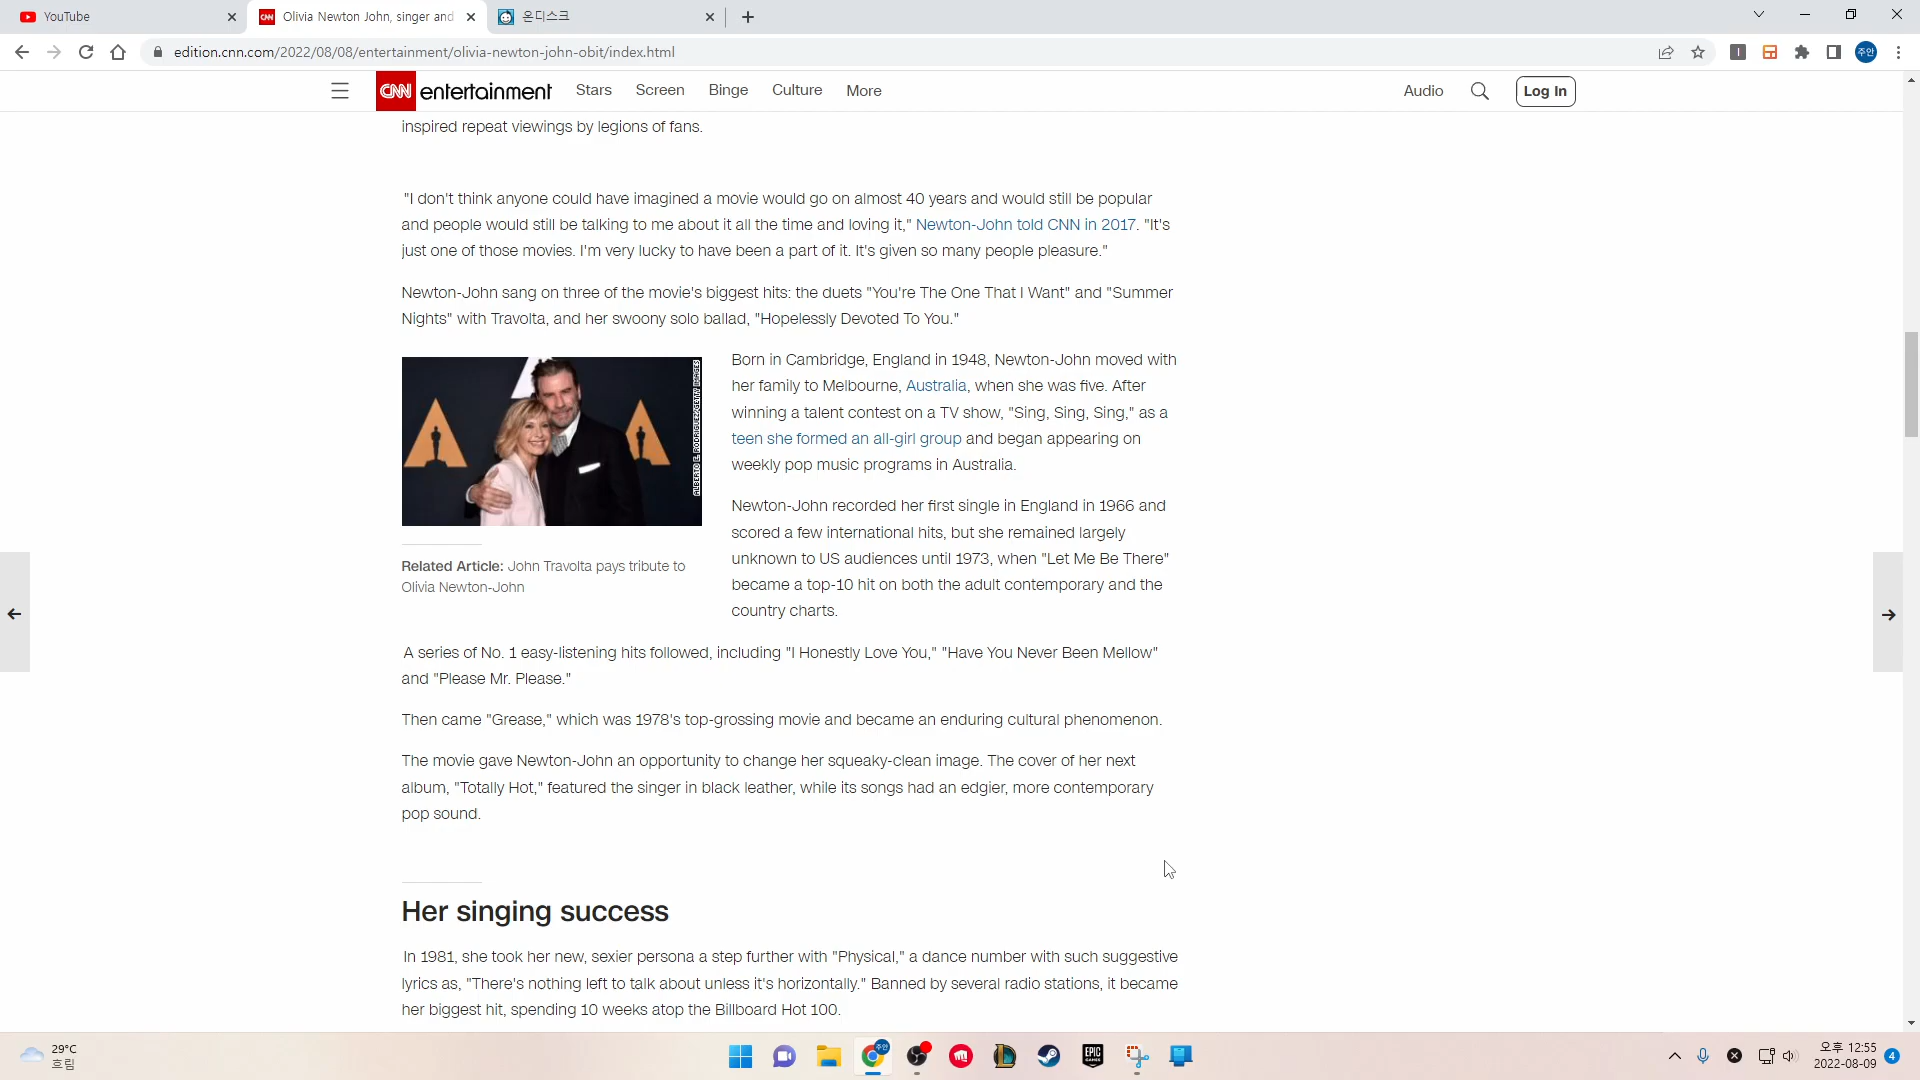 YouTube
Olivia Newton John, singer and
온디스크
edition.cnn.com/2022/08/08/entertainment/olivia-newton-john-obit/index.html
주안
CNN entertainment Stars Screen Binge Culture More Audio Log In
inspired repeat viewings by legions of fans.
"I don't think anyone could have imagined a movie would go on almost 40 years and would still be popular
and people would still be talking to me about it all the time and loving it," Newton-John told CNN in 2017. "It's
just one of those movies. I'm very lucky to have been a part of it. It's given so many people pleasure."
Newton-John sang on three of the movie's biggest hits: the duets "You're The One That I Want" and "Summer
Nights" with Travolta, and her swoony solo ballad, "Hopelessly Devoted To You."
ALBERTO E. RODRIGUEZ/GETTY IMAGES
Related Article: John Travolta pays tribute to
Olivia Newton-John
Born in Cambridge, England in 1948, Newton-John moved with
her family to Melbourne, Australia, when she was five. After
winning a talent contest on a TV show, "Sing, Sing, Sing," as a
teen she formed an all-girl group and began appearing on
weekly pop music programs in Australia.
Newton-John recorded her first single in England in 1966 and
scored a few international hits, but she remained largely
unknown to US audiences until 1973, when "Let Me Be There"
became a top-10 hit on both the adult contemporary and the
country charts.
A series of No. 1 easy-listening hits followed, including "I Honestly Love You," "Have You Never Been Mellow"
and "Please Mr. Please."
Then came "Grease," which was 1978's top-grossing movie and became an enduring cultural phenomenon.
The movie gave Newton-John an opportunity to change her squeaky-clean image. The cover of her next
album, "Totally Hot," featured the singer in black leather, while its songs had an edgier, more contemporary
pop sound.
Her singing success
In 1981, she took her new, sexier persona a step further with "Physical," a dance number with such suggestive
lyrics as, "There's nothing left to talk about unless it's horizontally." Banned by several radio stations, it became
her biggest hit, spending 10 weeks atop the Billboard Hot 100.
29°C
흐림
주안
EPIC GAMES
오후 12:55
2022-08-09
4